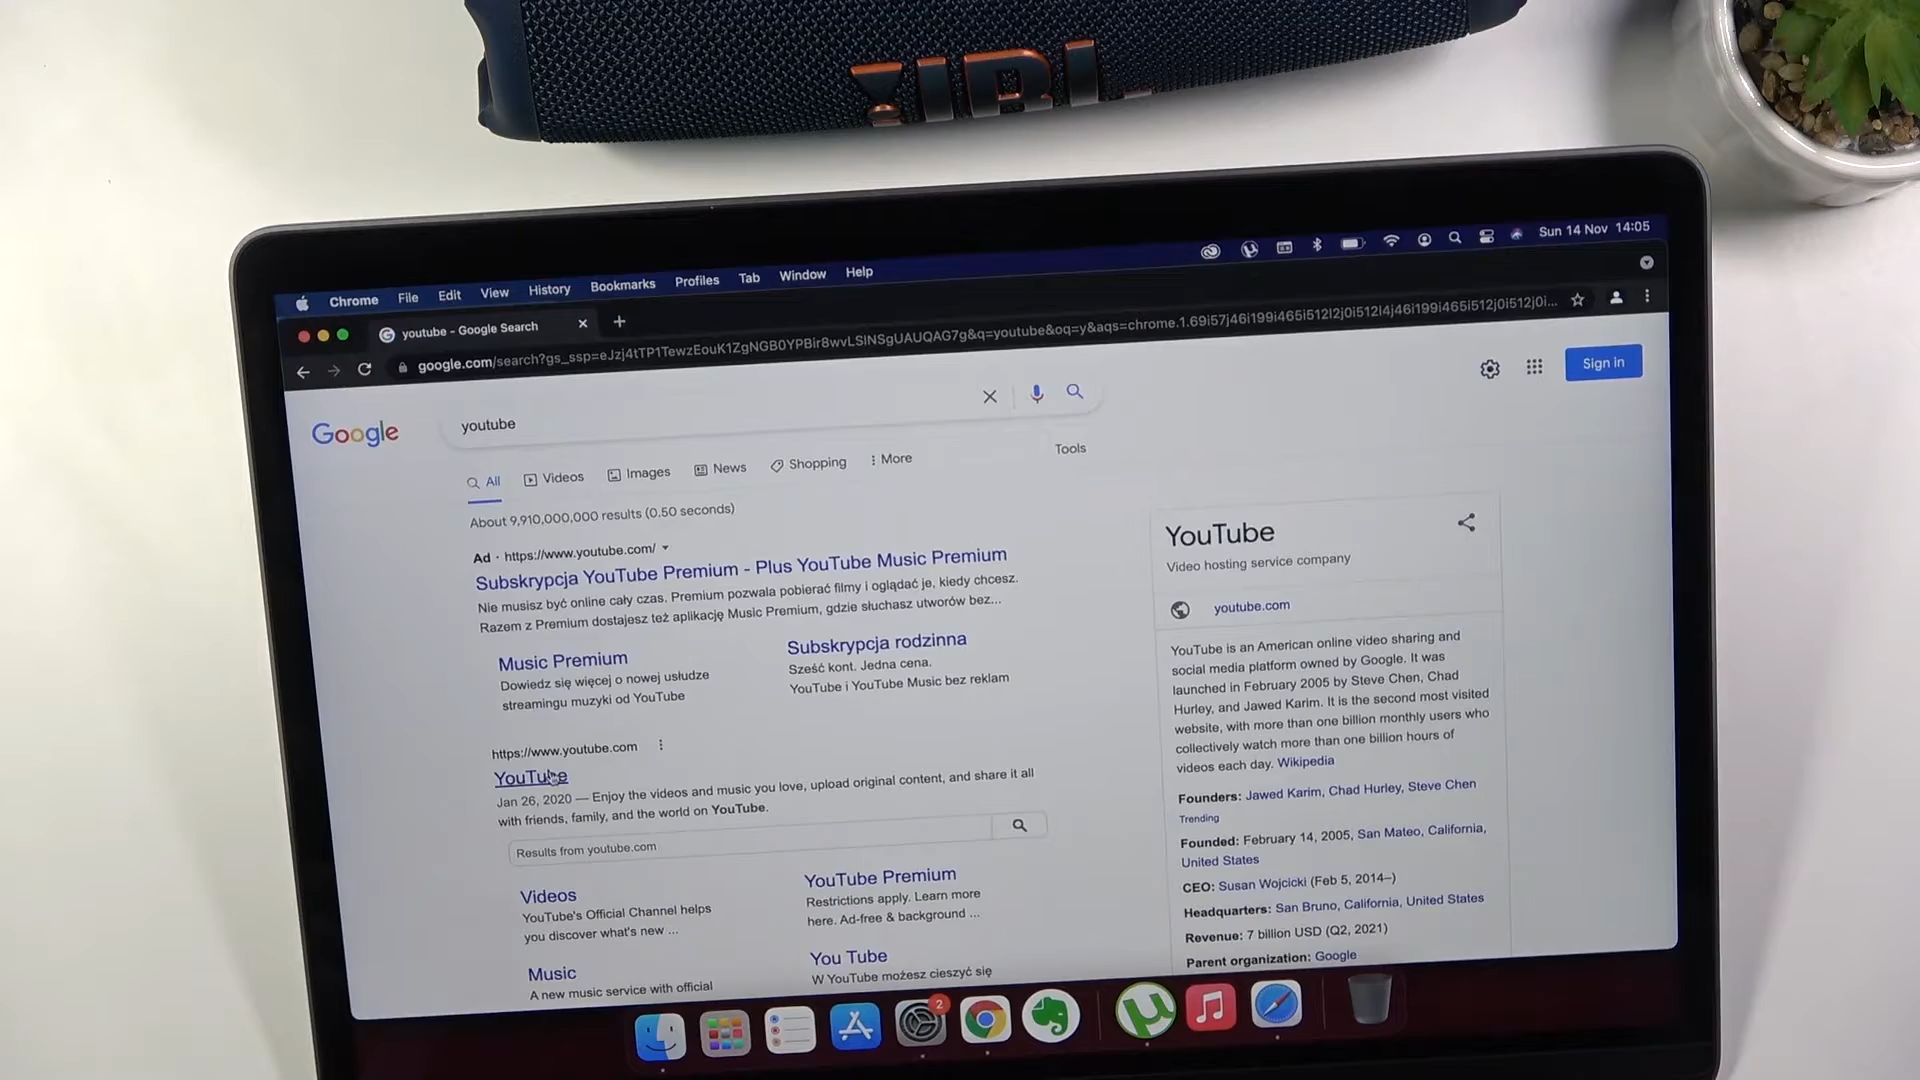 JBL
Chrome File Edit View History Bookmarks Profiles Tab Window Help Sun 14 Nov 14:05
youtube - Google Search
google.com/search?gs_ssp=eJzj4tTP1TewzEouK1ZgNGB0YPBir8wvLSlNSgUAUQAG7g&q=youtube&oq=y&aqs=chrome.1.69i57j46i199i465i512l2j0i512l4j46i199i465i512j0i512j0i...
Sign in
Google
youtube
Tools
All Videos Images News Shopping More
About 9,910,000,000 results (0.50 seconds)
Ad · https://www.youtube.com/
Subskrypcja YouTube Premium - Plus YouTube Music Premium
Nie musisz być online cały czas. Premium pozwala pobierać filmy i oglądać je, kiedy chcesz.
Razem z Premium dostajesz też aplikację Music Premium, gdzie słuchasz utworów bez...
Music Premium
Dowiedz się więcej o nowej usłudze
streamingu muzyki od YouTube
Subskrypcja rodzinna
Sześć kont. Jedna cena.
YouTube i YouTube Music bez reklam
https://www.youtube.com
YouTube
Jan 26, 2020 — Enjoy the videos and music you love, upload original content, and share it all
with friends, family, and the world on YouTube.
Results from youtube.com
Videos
YouTube's Official Channel helps
you discover what's new ...
YouTube Premium
Restrictions apply. Learn more
here. Ad-free & background ...
Music
A new music service with official
You Tube
W YouTube możesz cieszyć się
YouTube
Video hosting service company
youtube.com
YouTube is an American online video sharing and
social media platform owned by Google. It was
launched in February 2005 by Steve Chen, Chad
Hurley, and Jawed Karim. It is the second most visited
website, with more than one billion monthly users who
collectively watch more than one billion hours of
videos each day. Wikipedia
Founders: Jawed Karim, Chad Hurley, Steve Chen
Trending
Founded: February 14, 2005, San Mateo, California,
United States
CEO: Susan Wojcicki (Feb 5, 2014–)
Headquarters: San Bruno, California, United States
Revenue: 7 billion USD (Q2, 2021)
Parent organization: Google
2